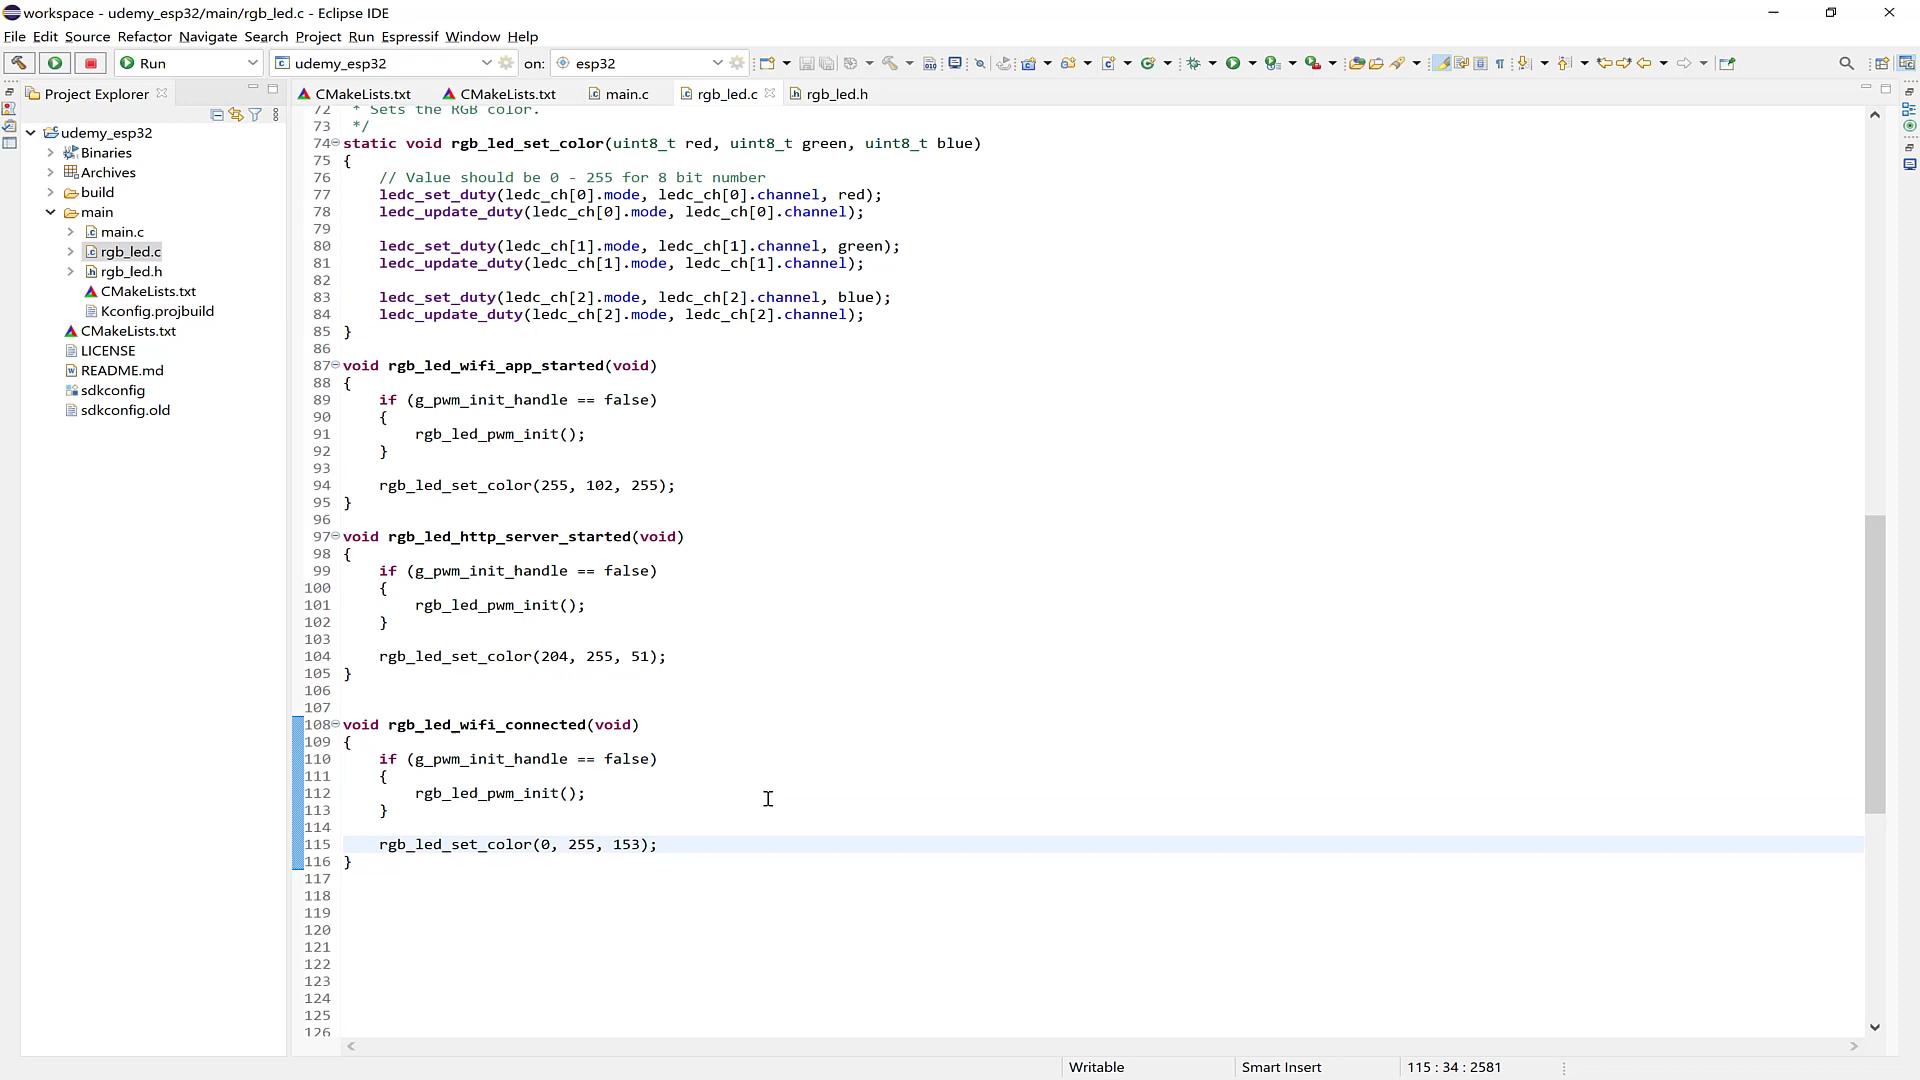 workspace - udemy_esp32/main/rgb_led.c - Eclipse IDE
File Edit Source Refactor Navigate Search Project Run Espressif Window Help
Run udemy_esp32 on: esp32
Project Explorer
udemy_esp32
Binaries
Archives
build
main
main.c
rgb_led.c
rgb_led.h
CMakeLists.txt
Kconfig.projbuild
CMakeLists.txt
LICENSE
README.md
sdkconfig
sdkconfig.old
CMakeLists.txt CMakeLists.txt main.c rgb_led.c rgb_led.h
72 * Sets the RGB color.
73 */
74 static void rgb_led_set_color(uint8_t red, uint8_t green, uint8_t blue)
75 {
76 // Value should be 0 - 255 for 8 bit number
77 ledc_set_duty(ledc_ch[0].mode, ledc_ch[0].channel, red);
78 ledc_update_duty(ledc_ch[0].mode, ledc_ch[0].channel);
79
80 ledc_set_duty(ledc_ch[1].mode, ledc_ch[1].channel, green);
81 ledc_update_duty(ledc_ch[1].mode, ledc_ch[1].channel);
82
83 ledc_set_duty(ledc_ch[2].mode, ledc_ch[2].channel, blue);
84 ledc_update_duty(ledc_ch[2].mode, ledc_ch[2].channel);
85 }
86
87 void rgb_led_wifi_app_started(void)
88 {
89 if (g_pwm_init_handle == false)
90 {
91 rgb_led_pwm_init();
92 }
93
94 rgb_led_set_color(255, 102, 255);
95 }
96
97 void rgb_led_http_server_started(void)
98 {
99 if (g_pwm_init_handle == false)
100 {
101 rgb_led_pwm_init();
102 }
103
104 rgb_led_set_color(204, 255, 51);
105 }
106
107
108 void rgb_led_wifi_connected(void)
109 {
110 if (g_pwm_init_handle == false)
111 {
112 rgb_led_pwm_init();
113 }
114
115 rgb_led_set_color(0, 255, 153);
116 }
117
118
119
120
121
122
123
124
125
126
Writable Smart Insert 115 : 34 : 2581